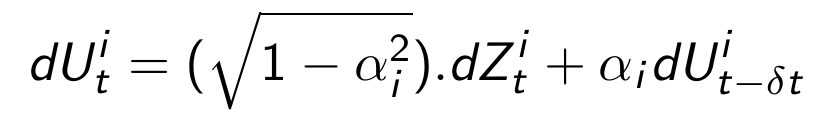 $dU_t^i = (\sqrt{1 - \alpha_i^2}).dZ_t^i + \alpha_i dU_{t-\delta t}^i$